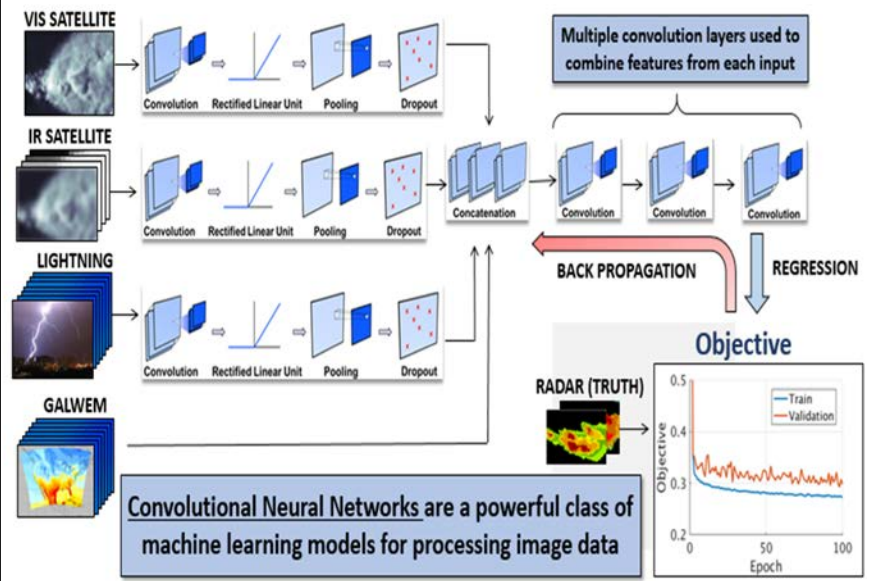 VIS SATELLITE
Convolution Rectified Linear Unit Pooling Dropout
Multiple convolution layers used to
combine features from each input
IR SATELLITE
Convolution Rectified Linear Unit Pooling Dropout
Concatenation
Convolution
Convolution
Convolution
LIGHTNING
Convolution Rectified Linear Unit Pooling Dropout
BACK PROPAGATION
REGRESSION
GALWEM
Objective
RADAR (TRUTH)
0.5
0.4
0.3
0.2
Objective
Train
Validation
0
50
100
Epoch
Convolutional Neural Networks are a powerful class of
machine learning models for processing image data